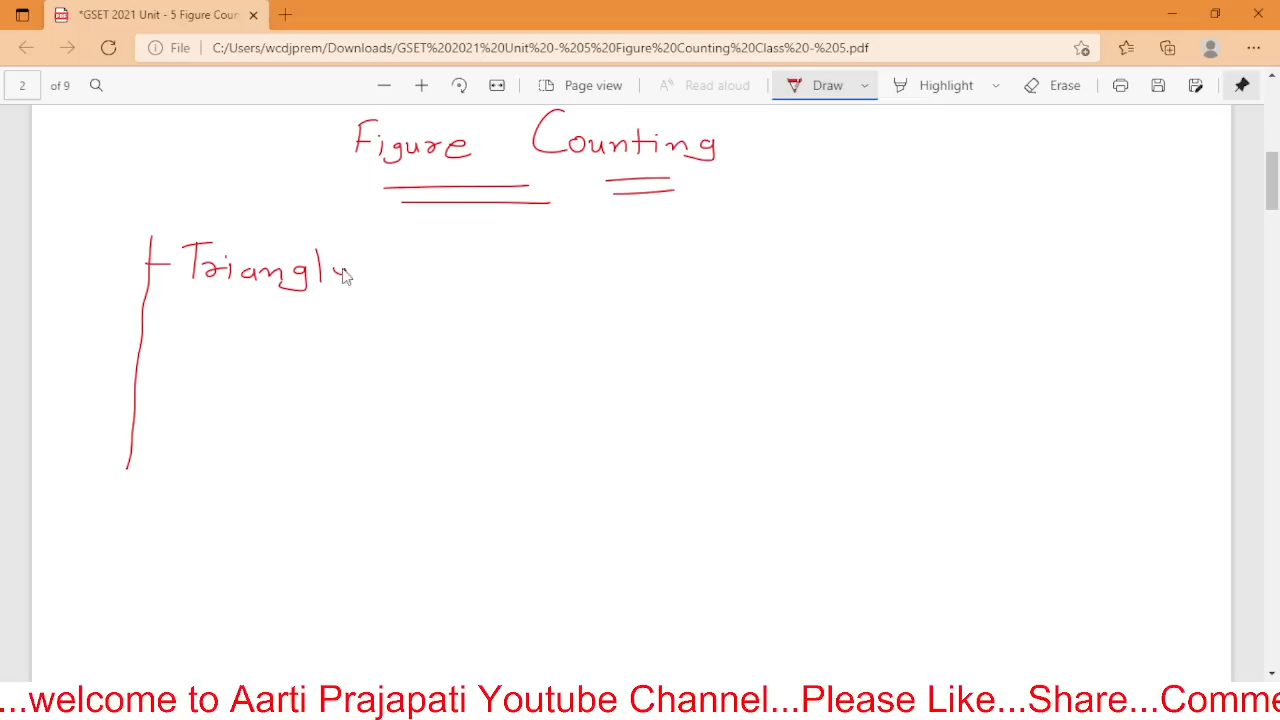 *GSET 2021 Unit - 5 Figure Coun
File C:/Users/wcdjprem/Downloads/GSET%202021%20Unit%20-%205%20Figure%20Counting%20Class%20-%205.pdf
2 of 9 Page view Read aloud Draw Highlight Erase
Figure Counting
Triangl
...welcome to Aarti Prajapati Youtube Channel...Please Like...Share...Comme